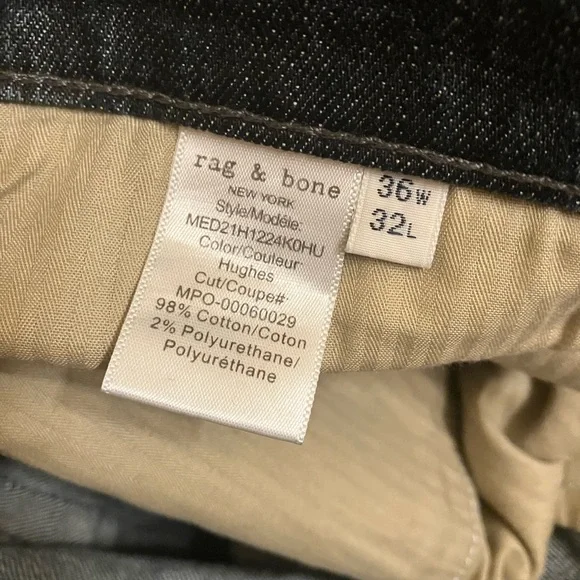 rag & bone
NEW YORK
Style/Modéle:
MED21H1224K0HU
Color/Couleur
Hughes
Cut/Coupe#
MPO-00060029
98% Cotton/Coton
2% Polyurethane/
Polyuréthane
36W
32L